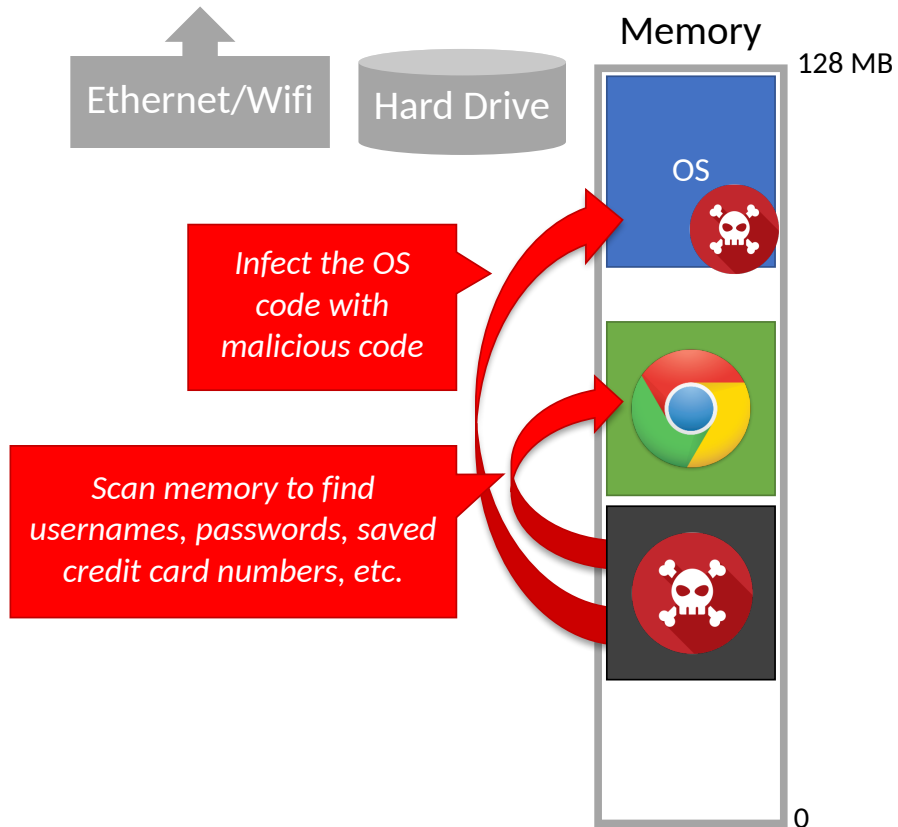 Memory
128 MB
Ethernet/Wifi
Hard Drive
OS
Infect the OS
code with
malicious code
Scan memory to find
usernames, passwords, saved
credit card numbers, etc.
0